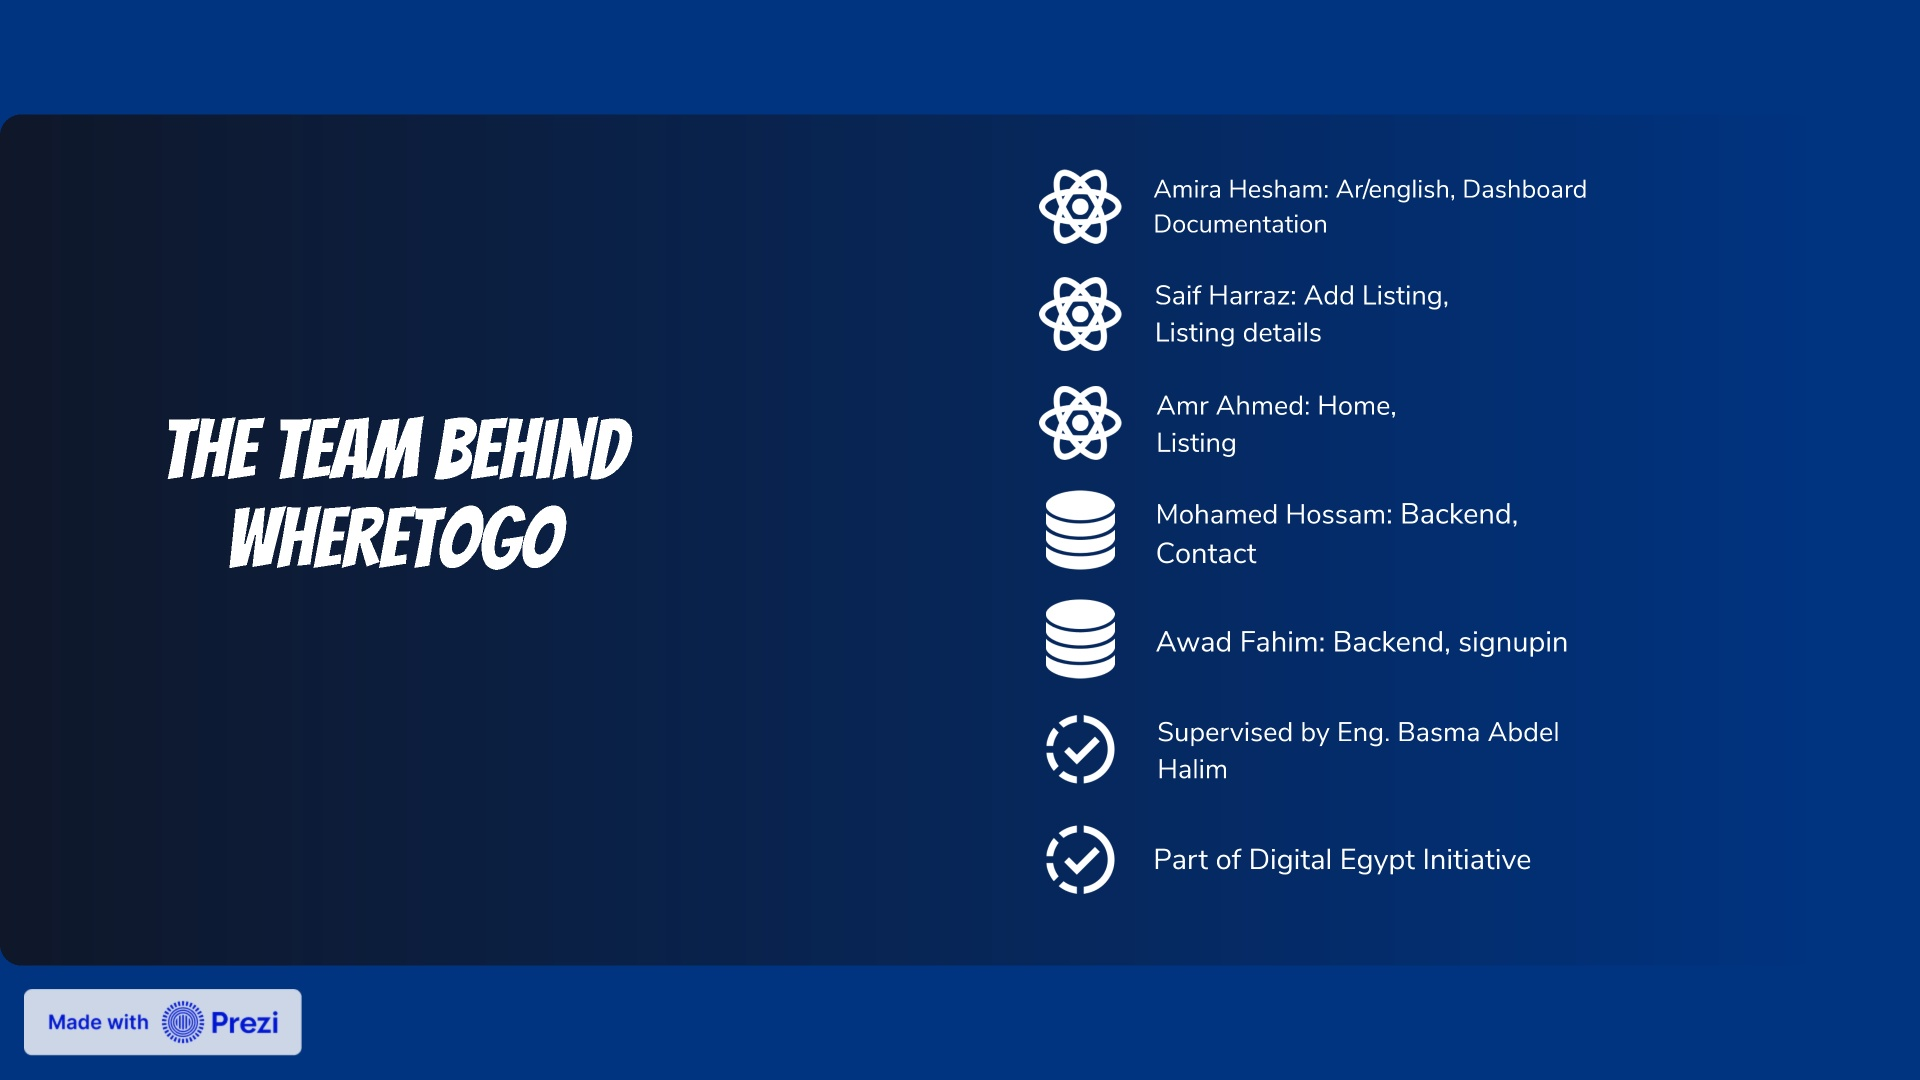 THE TEAM BEHIND
WHERETOGO
Amira Hesham: Ar/english, Dashboard
Documentation
Saif Harraz: Add Listing,
Listing details
Amr Ahmed: Home,
Listing
Mohamed Hossam: Backend,
Contact
Awad Fahim: Backend, signupin
Supervised by Eng. Basma Abdel
Halim
Part of Digital Egypt Initiative
Made with Prezi